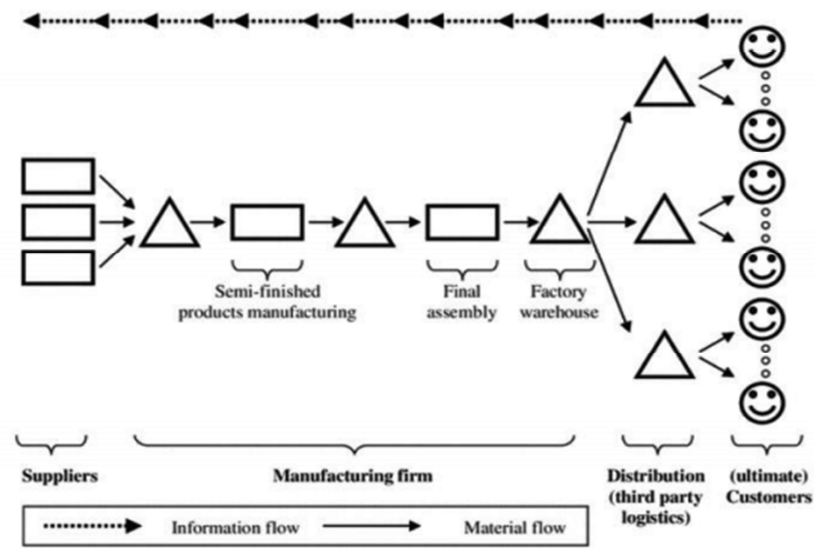 Semi-finished
products manufacturing
Final
assembly
Factory
warehouse
Suppliers
Manufacturing firm
Distribution
(third party
logistics)
(ultimate)
Customers
Information flow
Material flow